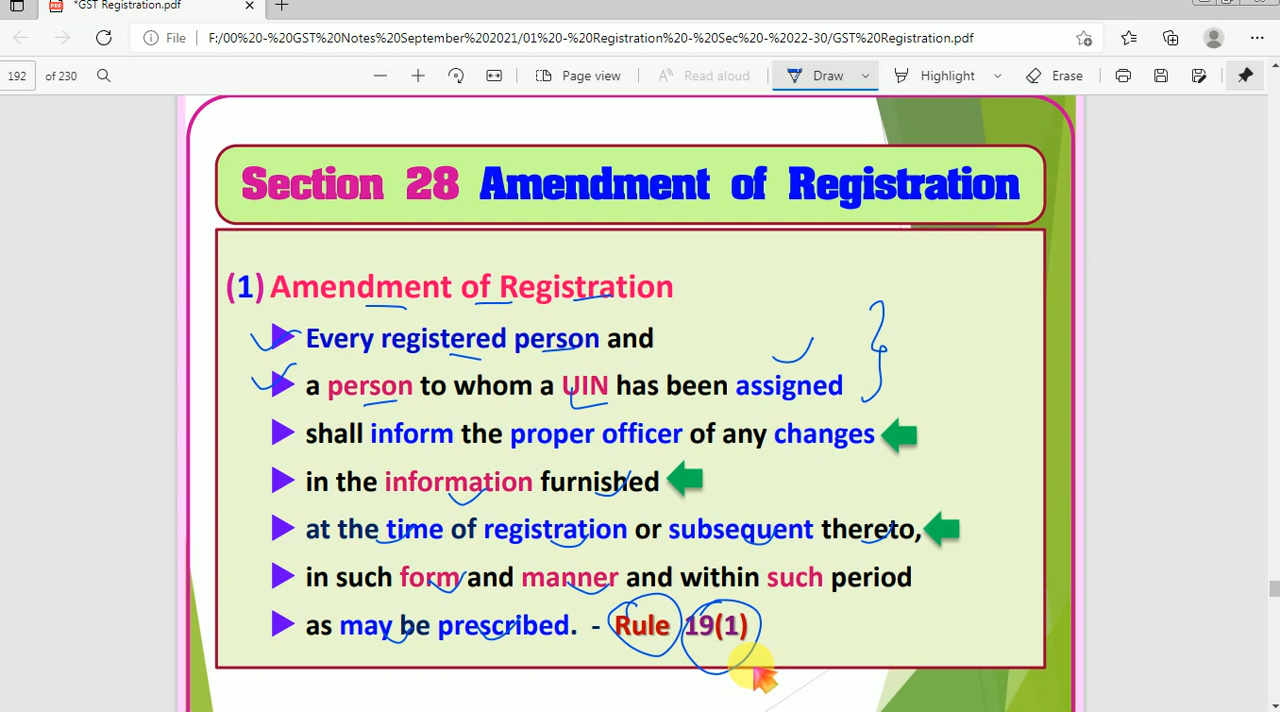 *GST Registration.pdf
File
F:/00%20-%20GST%20Notes%20September%202221/01%20-%20Registration%20-%20Sec%20-%2022-30/GST%20Registration.pdf
192 of 230
Page view
Read aloud
Draw
Highlight
Erase
Section 28 Amendment of Registration
(1) Amendment of Registration
Every registered person and
a person to whom a UIN has been assigned
shall inform the proper officer of any changes
in the information furnished
at the time of registration or subsequent thereto,
in such form and manner and within such period
as may be prescribed. - Rule 19(1)